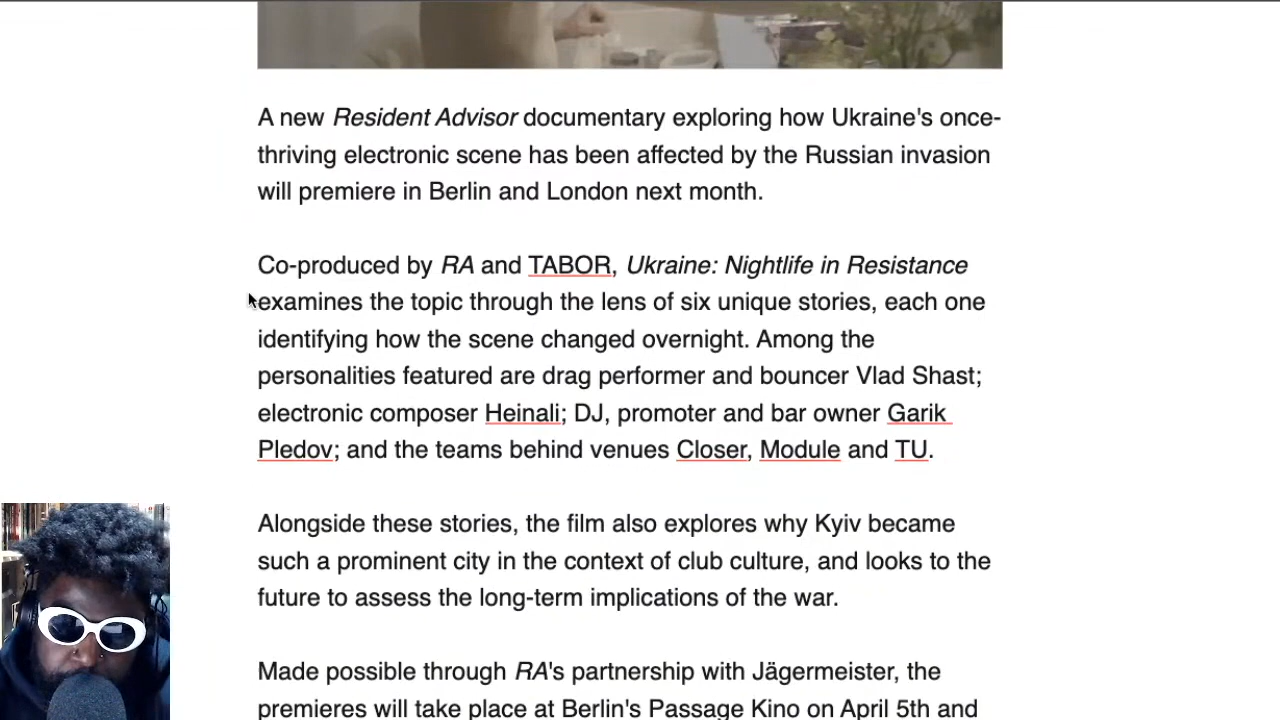 A new Resident Advisor documentary exploring how Ukraine's once-
thriving electronic scene has been affected by the Russian invasion
will premiere in Berlin and London next month.
Co-produced by RA and TABOR, Ukraine: Nightlife in Resistance
examines the topic through the lens of six unique stories, each one
identifying how the scene changed overnight. Among the
personalities featured are drag performer and bouncer Vlad Shast;
electronic composer Heinali; DJ, promoter and bar owner Garik
Pledov; and the teams behind venues Closer, Module and TU.
Alongside these stories, the film also explores why Kyiv became
such a prominent city in the context of club culture, and looks to the
future to assess the long-term implications of the war.
Made possible through RA's partnership with Jägermeister, the
premieres will take place at Berlin's Passage Kino on April 5th and